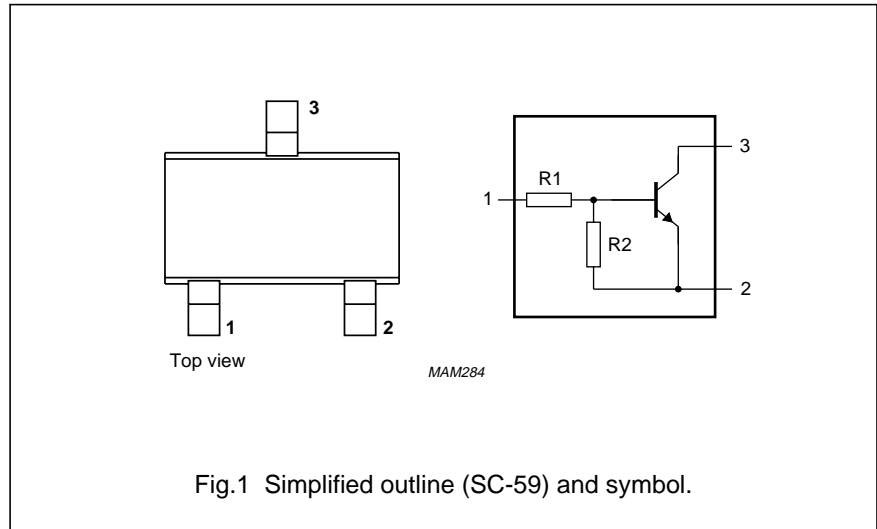 3
1
2
Top view
MAM284
1
R1
R2
3
2
Fig.1 Simplified outline (SC-59) and symbol.